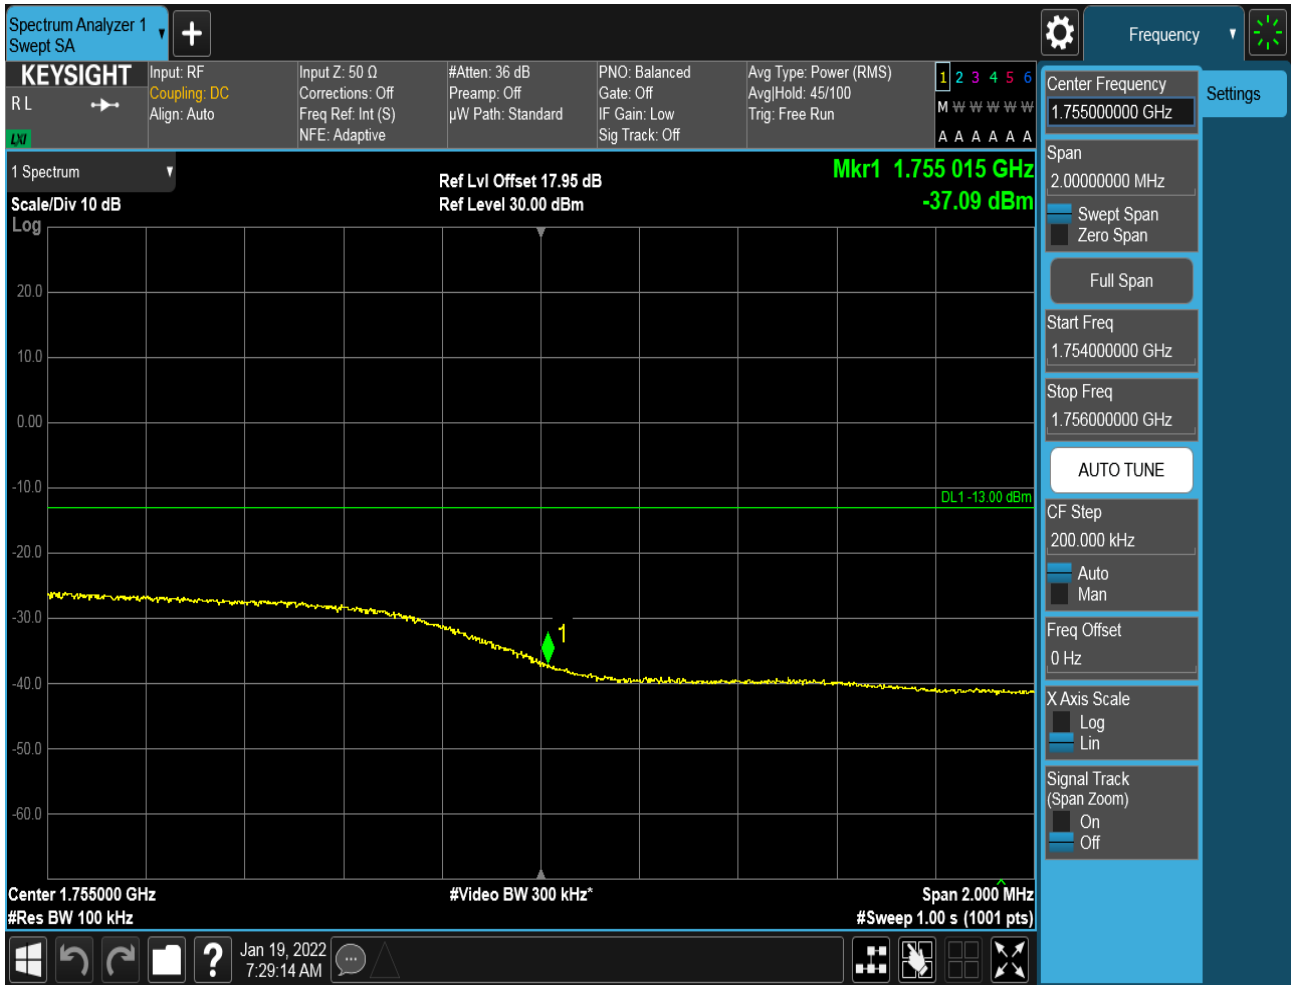 Spectrum Analyzer 1
Swept SA
Frequency
KEYSIGHT
R L
LXI
Input: RF
Coupling: DC
Align: Auto
Input Z: 50 Ω
Corrections: Off
Freq Ref: Int (S)
NFE: Adaptive
#Atten: 36 dB
Preamp: Off
µW Path: Standard
PNO: Balanced
Gate: Off
IF Gain: Low
Sig Track: Off
Avg Type: Power (RMS)
Avg|Hold: 45/100
Trig: Free Run
1 2 3 4 5 6
M W W W W W
A A A A A A
1 Spectrum
Scale/Div 10 dB
Log
Ref Lvl Offset 17.95 dB
Ref Level 30.00 dBm
Mkr1 1.755 015 GHz
-37.09 dBm
20.0
10.0
0.00
-10.0
DL1 -13.00 dBm
-20.0
-30.0
1
-40.0
-50.0
-60.0
Center 1.755000 GHz
#Res BW 100 kHz
#Video BW 300 kHz*
Span 2.000 MHz
#Sweep 1.00 s (1001 pts)
Center Frequency
1.755000000 GHz
Settings
Span
2.00000000 MHz
Swept Span
Zero Span
Full Span
Start Freq
1.754000000 GHz
Stop Freq
1.756000000 GHz
AUTO TUNE
CF Step
200.000 kHz
Auto
Man
Freq Offset
0 Hz
X Axis Scale
Log
Lin
Signal Track
(Span Zoom)
On
Off
?
Jan 19, 2022
7:29:14 AM